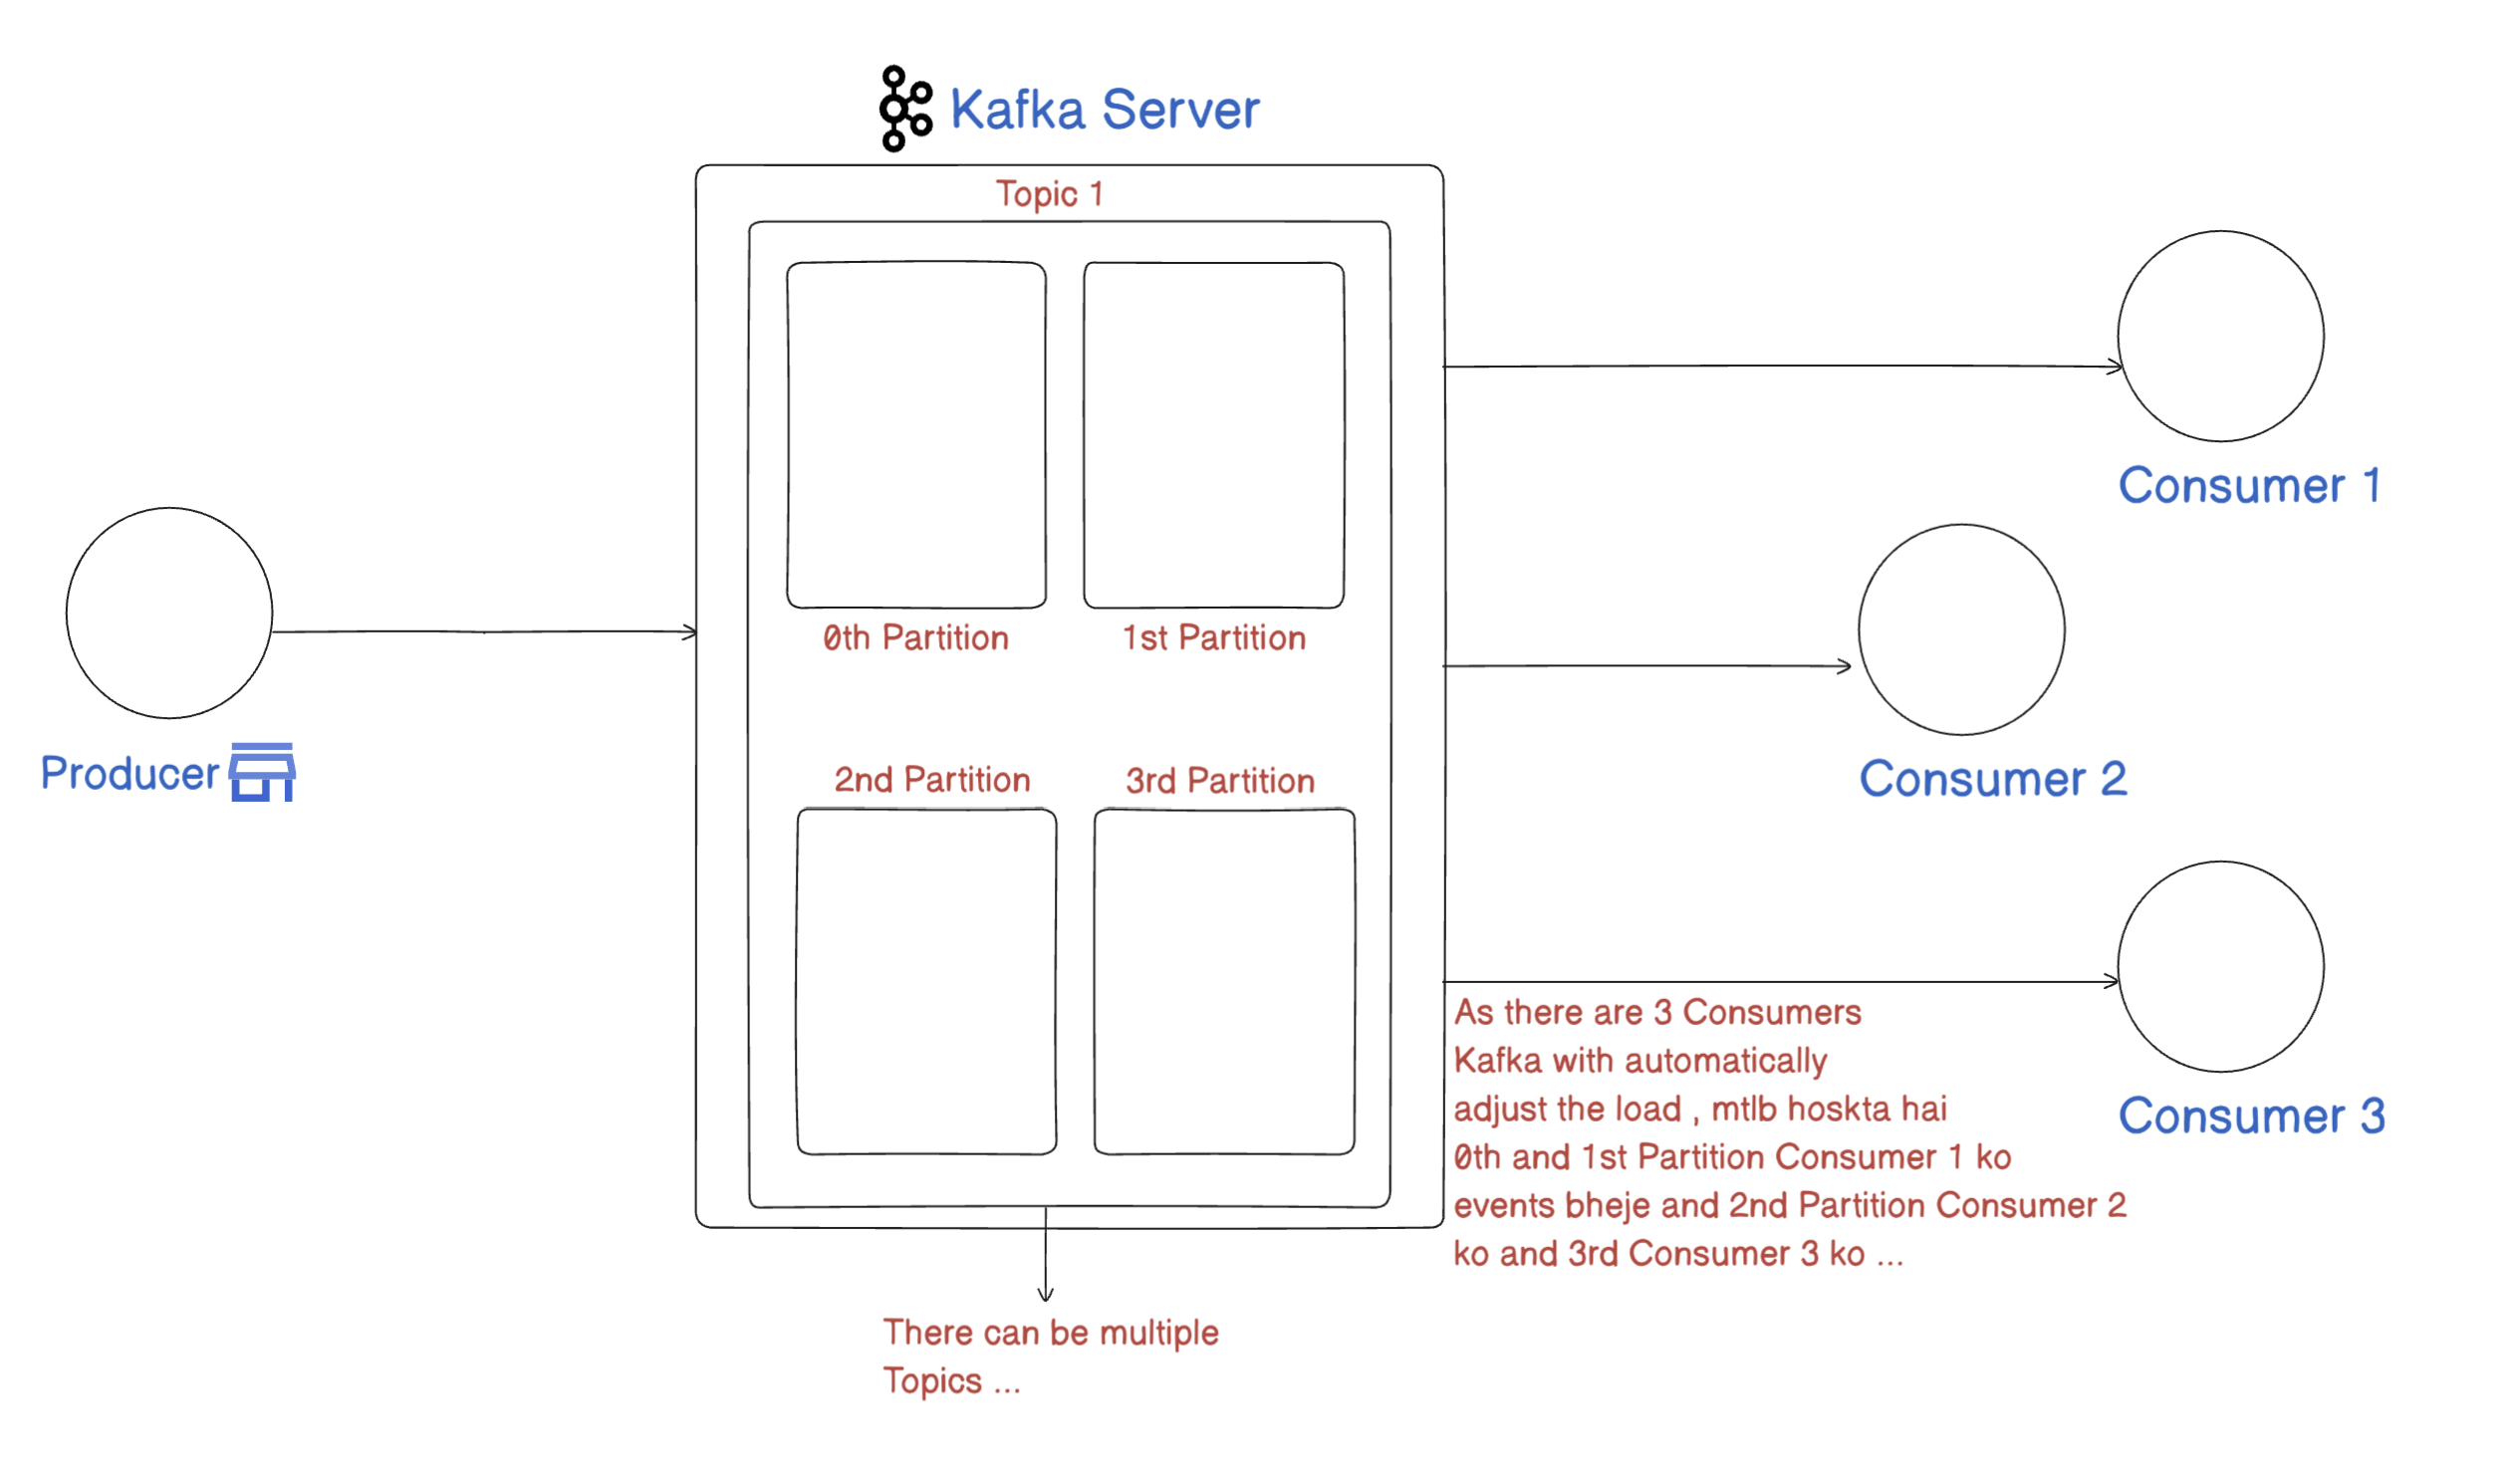 Kafka Server
Topic 1
0th Partition
1st Partition
2nd Partition
3rd Partition
Producer
Consumer 1
Consumer 2
Consumer 3
As there are 3 Consumers
Kafka with automatically
adjust the load , mtlb hoskta hai
0th and 1st Partition Consumer 1 ko
events bheje and 2nd Partition Consumer 2
ko and 3rd Consumer 3 ko ...
There can be multiple
Topics ...